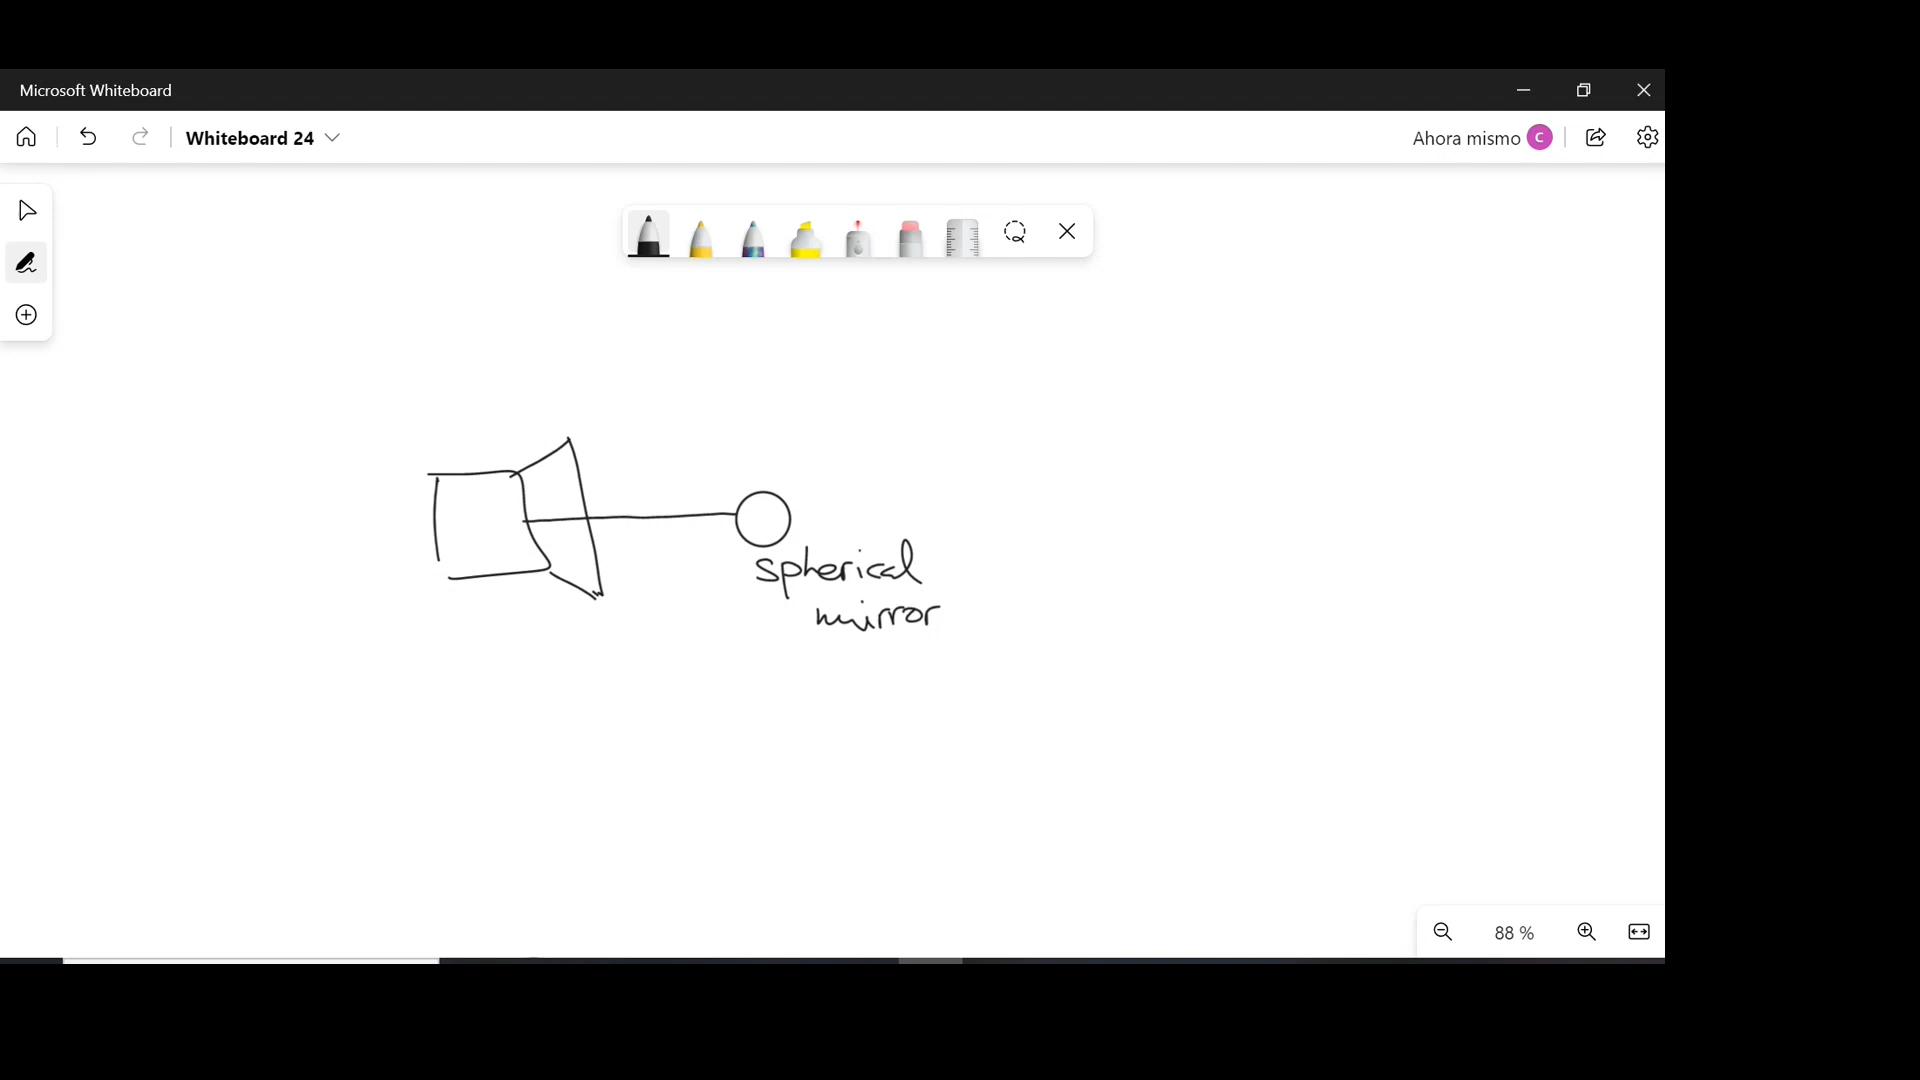 Microsoft Whiteboard
Whiteboard 24
Ahora mismo C
spherical
mirror
88 %